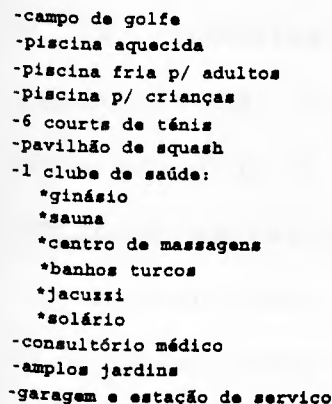 -campo de golfe
-piscina aquecida
-piscina fria p/ adultos
-piscina p/ crianças
-6 courts de ténis
-pavilhão de squash
-1 clube de saúde:
*ginásio
*sauna
*centro de massagens
*banhos turcos
*jacuzzi
*solário
-consultório médico
-amplos jardins
-garagem e estação de serviço